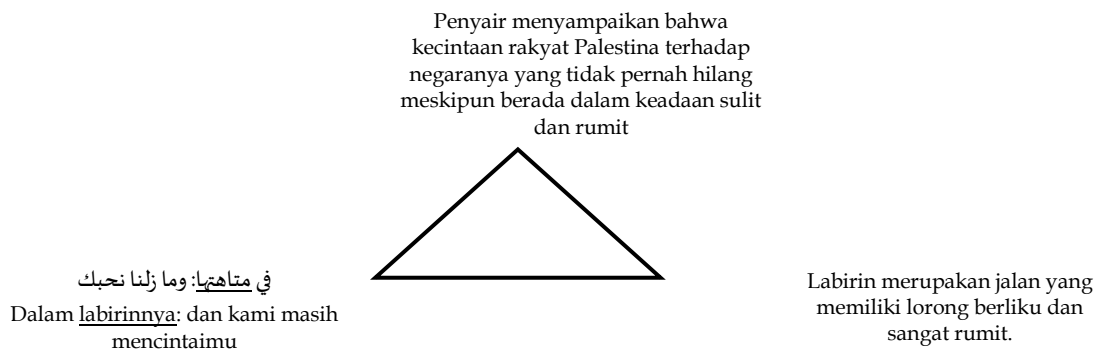 Penyair menyampaikan bahwa
kecintaan rakyat Palestina terhadap
negaranya yang tidak pernah hilang
meskipun berada dalam keadaan sulit
dan rumit
في متاهتها: وما زلنا نحبك
Dalam labirinnya: dan kami masih
mencintaimu
Labirin merupakan jalan yang
memiliki lorong berliku dan
sangat rumit.